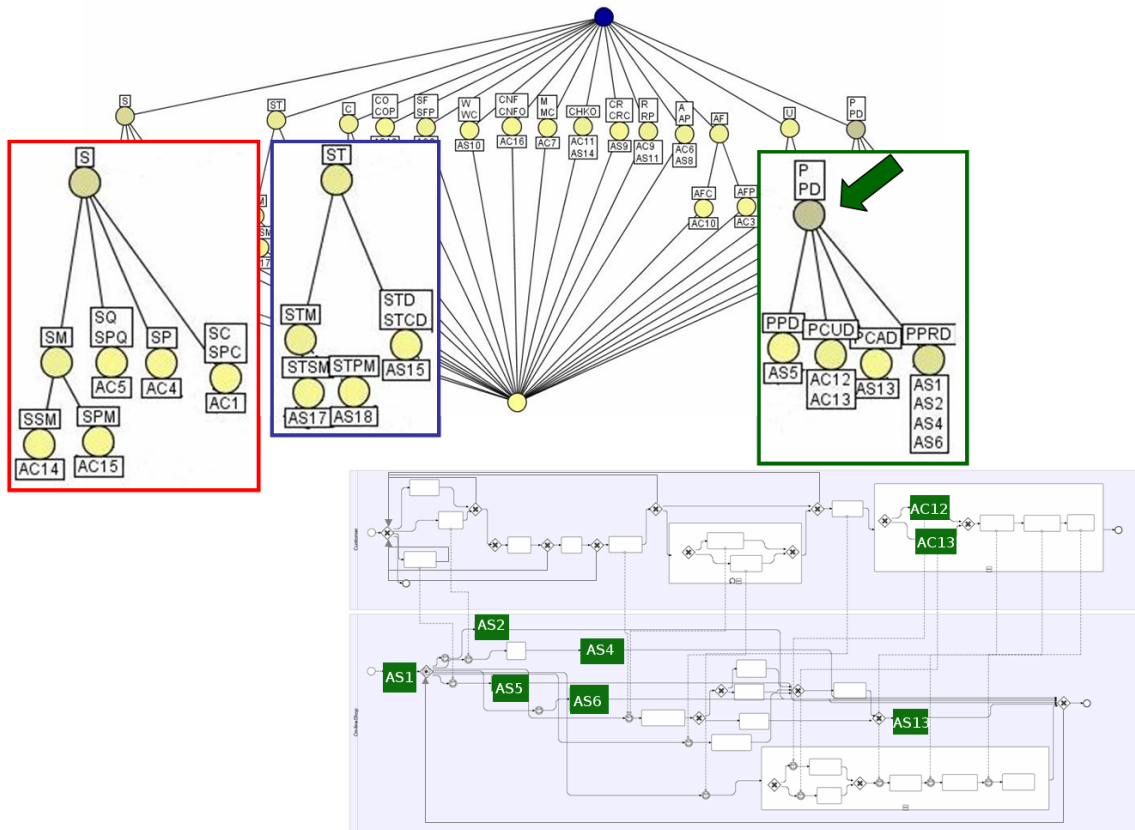 S
ST
C
CO
COP
SF
SFP
W
WC
AS10
CNF
CNFO
AC16
M
MC
AC7
CHKO
AC11
AS14
CR
CRC
AS9
R
RP
AC9
AS11
A
AP
AC6
AS8
AF
U
P
PD
AFC
AC10
AFP
AC3
S
SM
SQ
SPQ
AC5
SP
AC4
SC
SPC
AC1
SSM
AC14
SPM
AC15
ST
STM
STD
STCD
AS15
STSM
AS17
STPM
AS18
P
PD
PPD
AS5
PCUD
AC12
AC13
PCAD
AS13
PPRD
AS1
AS2
AS4
AS6
Customer
AC12
AC13
OnlineShop
AS1
AS2
AS4
AS5
AS6
AS13